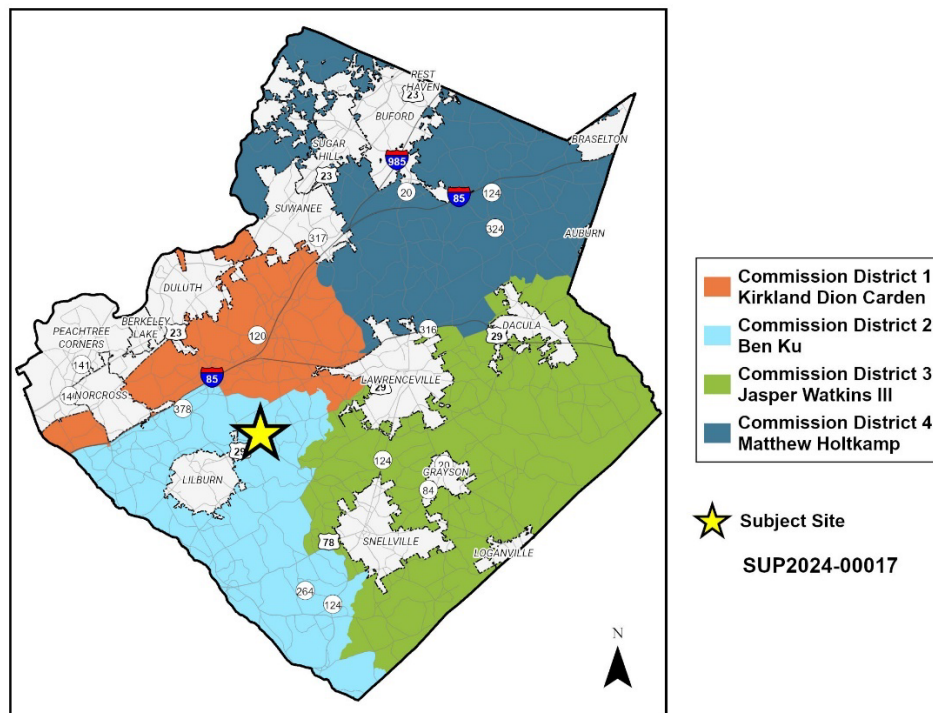 REST
HAVEN
23
BUFORD
SUGAR
HILL
23
985
20
85
124
BRASELTON
SUWANEE
317
324
AUBURN
DULUTH
BERKELEY
LAKE
23
PEACHTREE
CORNERS
141
120
316
DACULA
29
LAWRENCEVILLE
29
85
14
NORCROSS
378
29
LILBURN
124
20
GRAYSON
84
78
SNELLVILLE
LOGANVILLE
264
124
N
Commission District 1
Kirkland Dion Carden
Commission District 2
Ben Ku
Commission District 3
Jasper Watkins III
Commission District 4
Matthew Holtkamp
Subject Site
SUP2024-00017